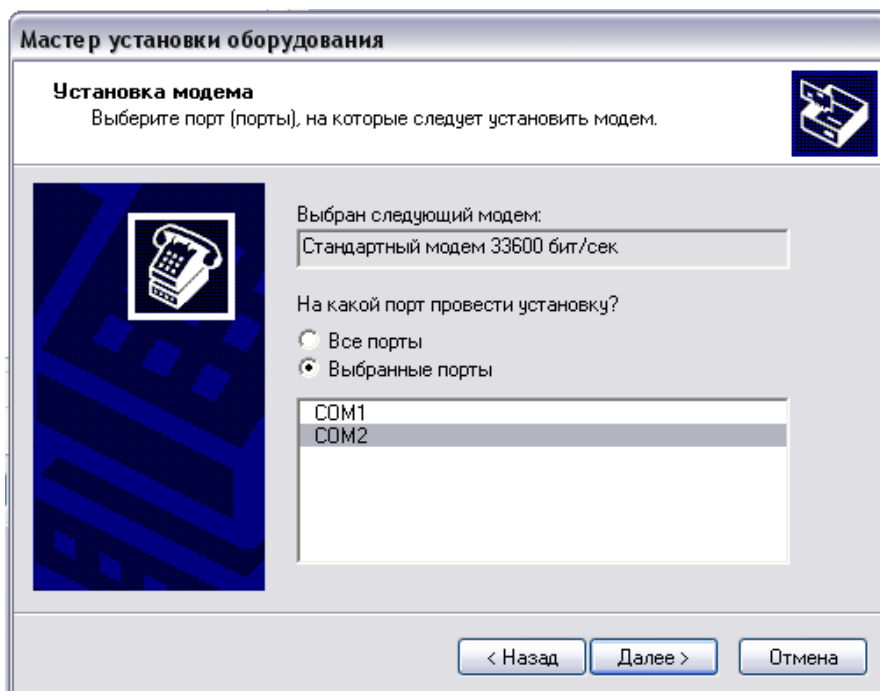 Мастер установки оборудования
Установка модема
Выберите порт (порты), на которые следует установить модем.
Выбран следующий модем:
Стандартный модем 33600 бит/сек
На какой порт провести установку?
Все порты
Выбранные порты
COM1
COM2
< Назад
Далее >
Отмена